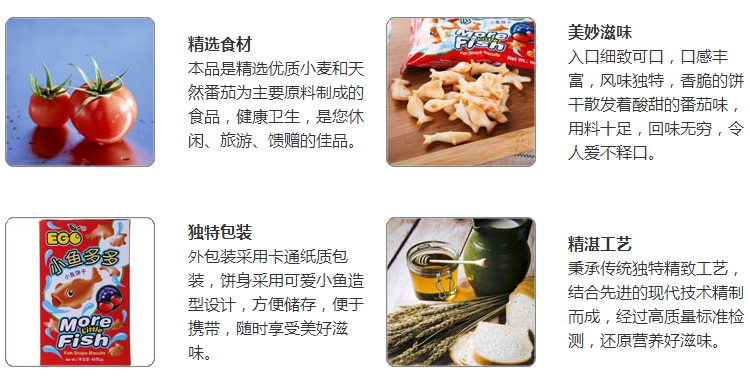 精选食材
本品是精选优质小麦和天
然番茄为主要原料制成的
食品，健康卫生，是您休
闲、旅游、馈赠的佳品。
More
Fish
Fish Shape Biscuits
美妙滋味
入口细致可口，口感丰
富，风味独特，香脆的饼
干散发着酸甜的番茄味，
用料十足，回味无穷，令
人爱不释口。
EGO
小鱼多多
小鱼饼干
More
Little
Fish
Fish Shape Biscuits
独特包装
外包装采用卡通纸质包
装，饼身采用可爱小鱼造
型设计，方便储存，便于
携带，随时享受美好滋
味。
精湛工艺
秉承传统独特精致工艺，
结合先进的现代技术精制
而成，经过高质量标准检
测，还原营养好滋味。